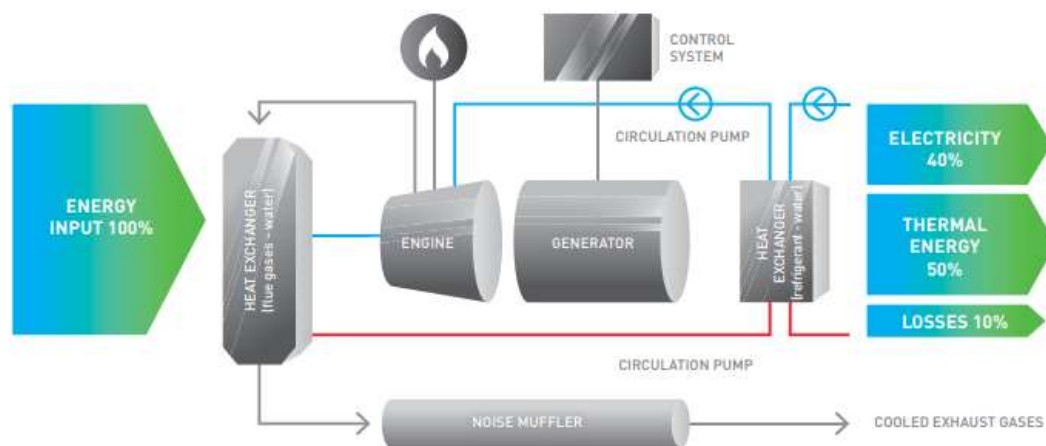 CONTROL
SYSTEM
CIRCULATION PUMP
ELECTRICITY
40%
ENERGY
INPUT 100%
HEAT EXCHANGER
(flue gases - water)
ENGINE
GENERATOR
HEAT
EXCHANGER
(refrigerant - water)
THERMAL
ENERGY
50%
LOSSES 10%
CIRCULATION PUMP
NOISE MUFFLER
COOLED EXHAUST GASES